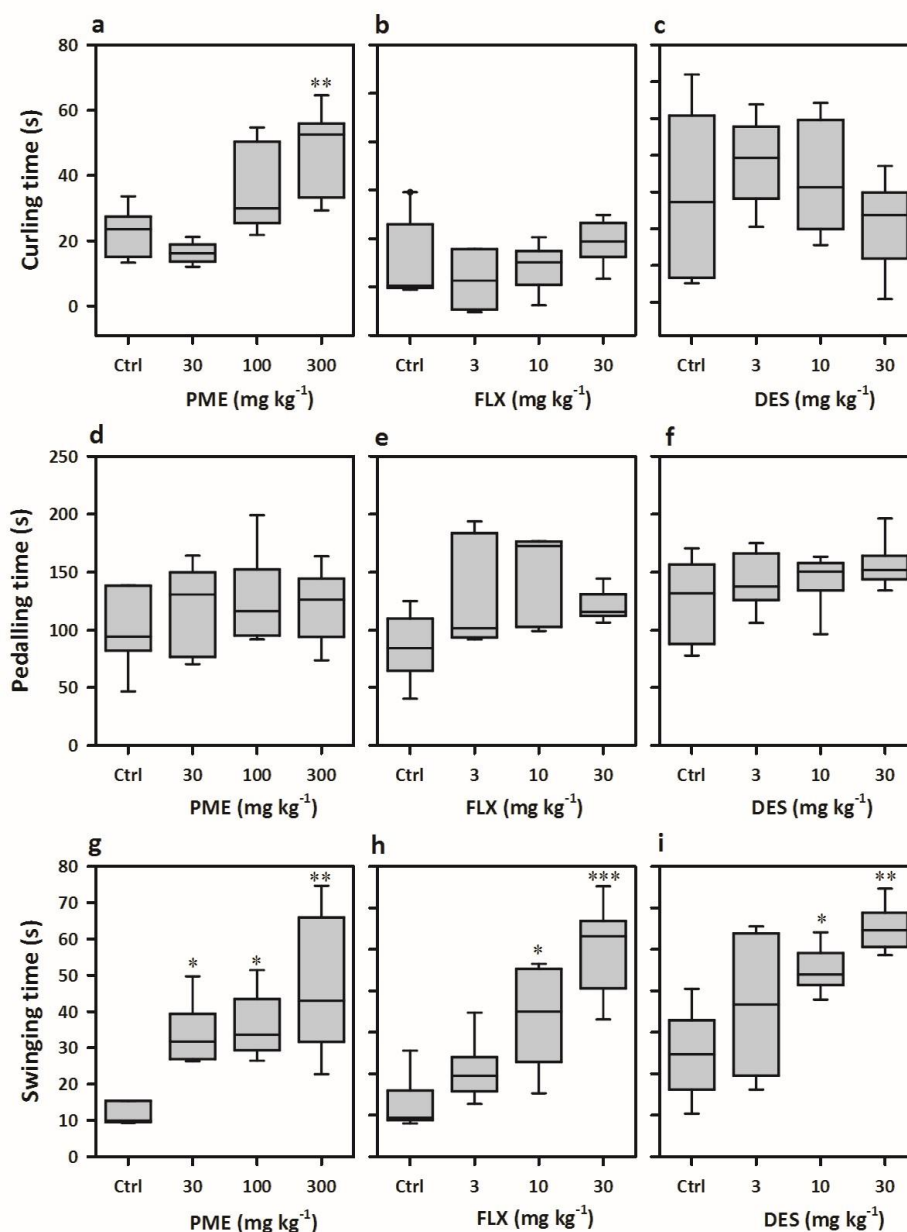 a b c
Curling time (s)
80
60
40
20
0
**
Ctrl 30 100 300 Ctrl 3 10 30 Ctrl 3 10 30
PME (mg kg⁻¹) FLX (mg kg⁻¹) DES (mg kg⁻¹)
d e f
Pedalling time (s)
250
200
150
100
50
0
Ctrl 30 100 300 Ctrl 3 10 30 Ctrl 3 10 30
PME (mg kg⁻¹) FLX (mg kg⁻¹) DES (mg kg⁻¹)
g h i
Swinging time (s)
80
70
60
50
40
30
20
10
0
* * ** * *** * **
Ctrl 30 100 300 Ctrl 3 10 30 Ctrl 3 10 30
PME (mg kg⁻¹) FLX (mg kg⁻¹) DES (mg kg⁻¹)